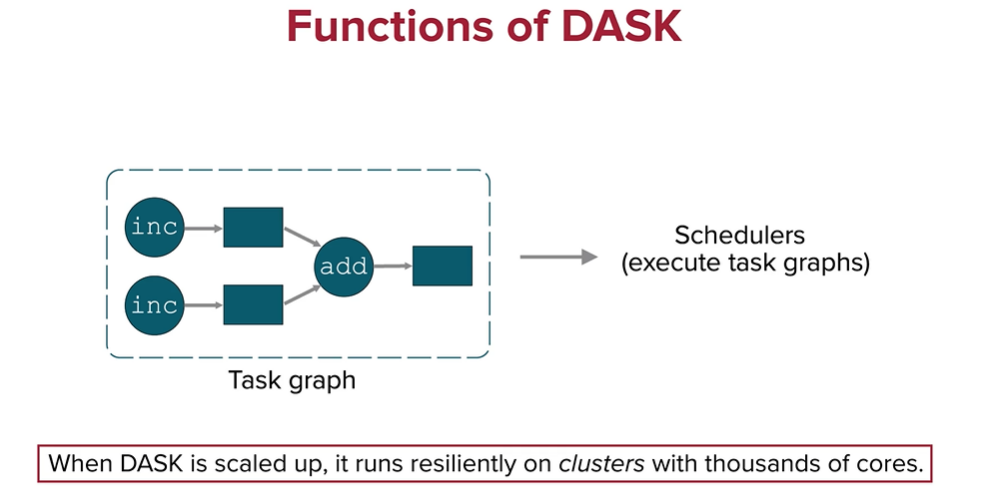 Functions of DASK
inc
add
inc
Task graph
Schedulers
(execute task graphs)
When DASK is scaled up, it runs resiliently on clusters with thousands of cores.